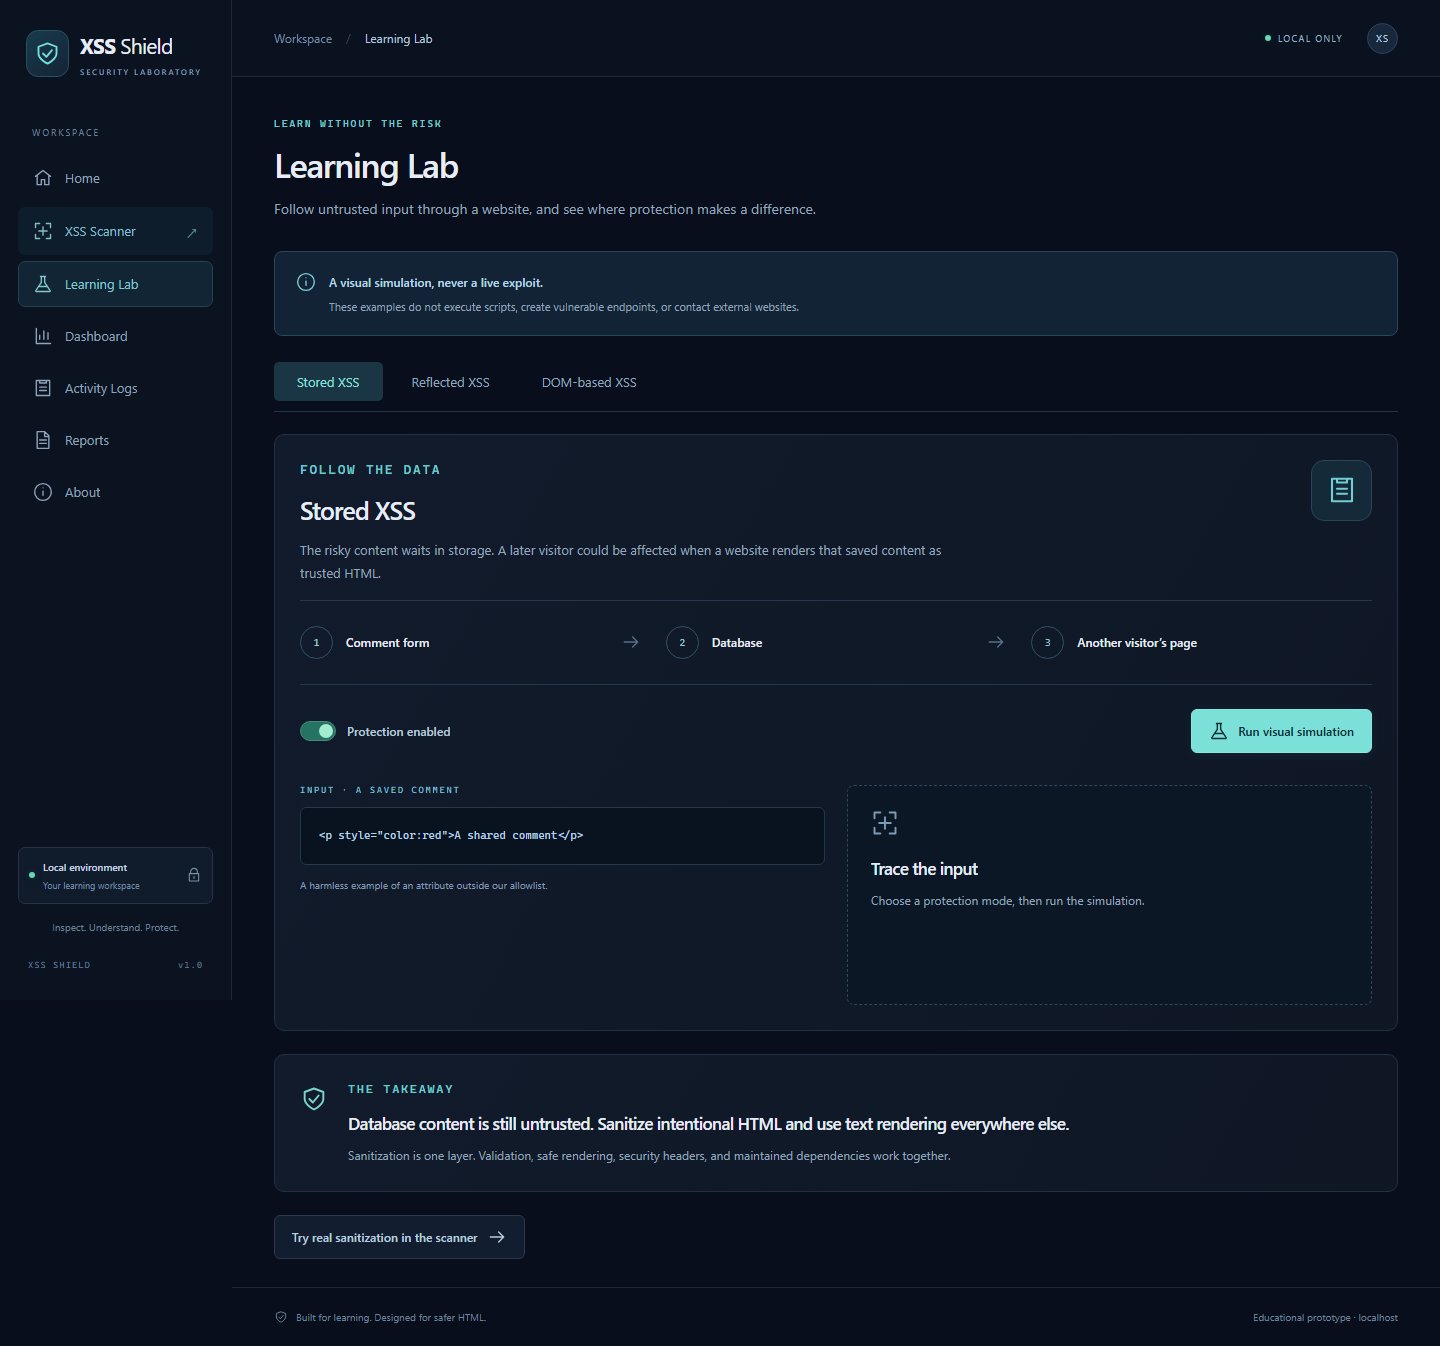 XSS Shield
SECURITY LABORATORY
WORKSPACE
Home
XSS Scanner
Learning Lab
Dashboard
Activity Logs
Reports
About
Local environment
Your learning workspace
Inspect. Understand. Protect.
XSS SHIELD v1.0
Workspace / Learning Lab
LOCAL ONLY
XS
LEARN WITHOUT THE RISK
Learning Lab
Follow untrusted input through a website, and see where protection makes a difference.
A visual simulation, never a live exploit.
These examples do not execute scripts, create vulnerable endpoints, or contact external websites.
Stored XSS Reflected XSS DOM-based XSS
FOLLOW THE DATA
Stored XSS
The risky content waits in storage. A later visitor could be affected when a website renders that saved content as
trusted HTML.
1 Comment form → 2 Database → 3 Another visitor's page
Protection enabled
Run visual simulation
INPUT · A SAVED COMMENT
<p style="color:red">A shared comment</p>
A harmless example of an attribute outside our allowlist.
Trace the input
Choose a protection mode, then run the simulation.
THE TAKEAWAY
Database content is still untrusted. Sanitize intentional HTML and use text rendering everywhere else.
Sanitization is one layer. Validation, safe rendering, security headers, and maintained dependencies work together.
Try real sanitization in the scanner →
Built for learning. Designed for safer HTML.
Educational prototype · localhost